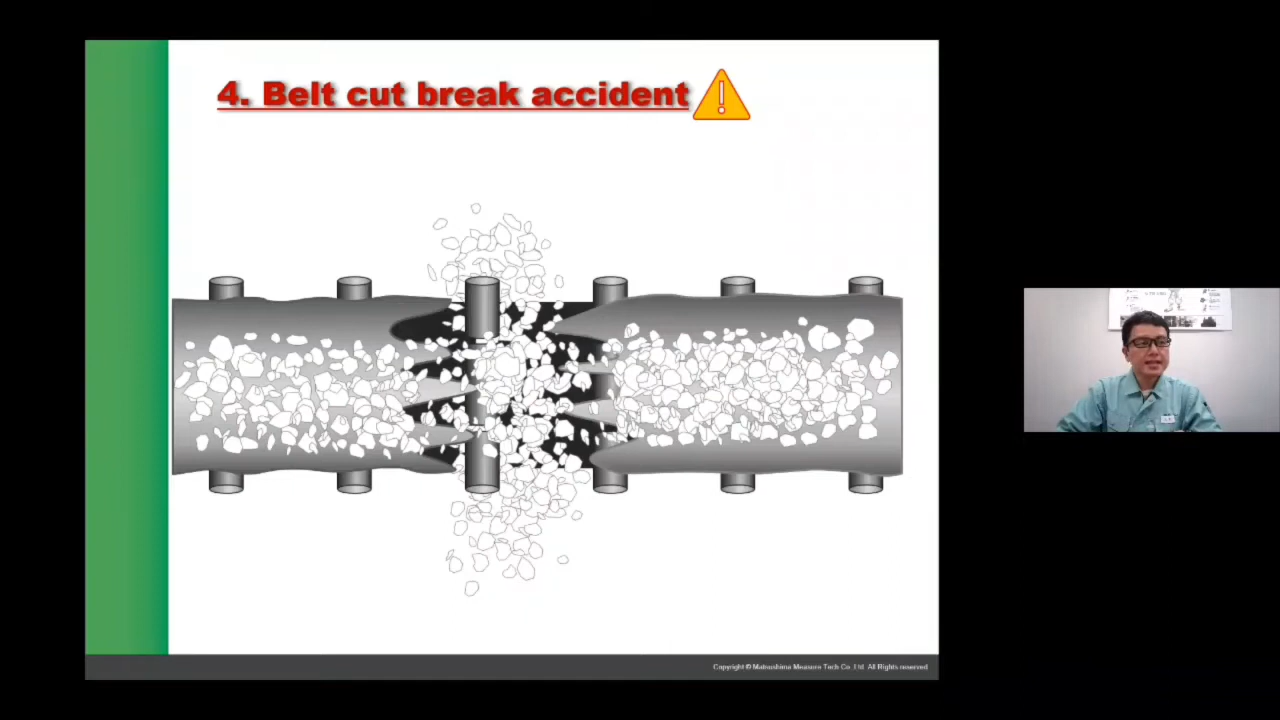 4. Belt cut break accident
Copyright © Matsushima Measure Tech Co.,Ltd. All Rights reserved